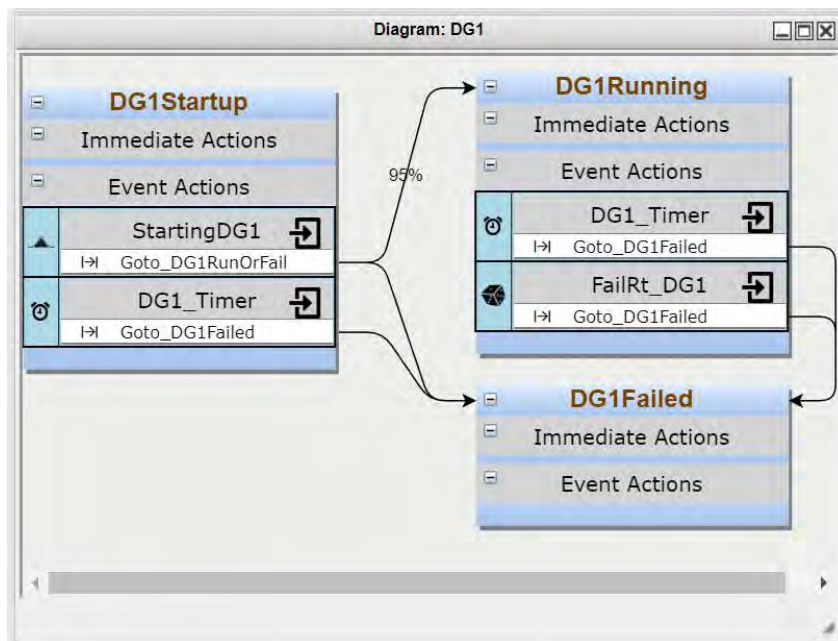 Diagram: DG1
DG1Startup
Immediate Actions
Event Actions
StartingDG1
Goto_DG1RunOrFail
DG1_Timer
Goto_DG1Failed
95%
DG1Running
Immediate Actions
Event Actions
DG1_Timer
Goto_DG1Failed
FailRt_DG1
Goto_DG1Failed
DG1Failed
Immediate Actions
Event Actions